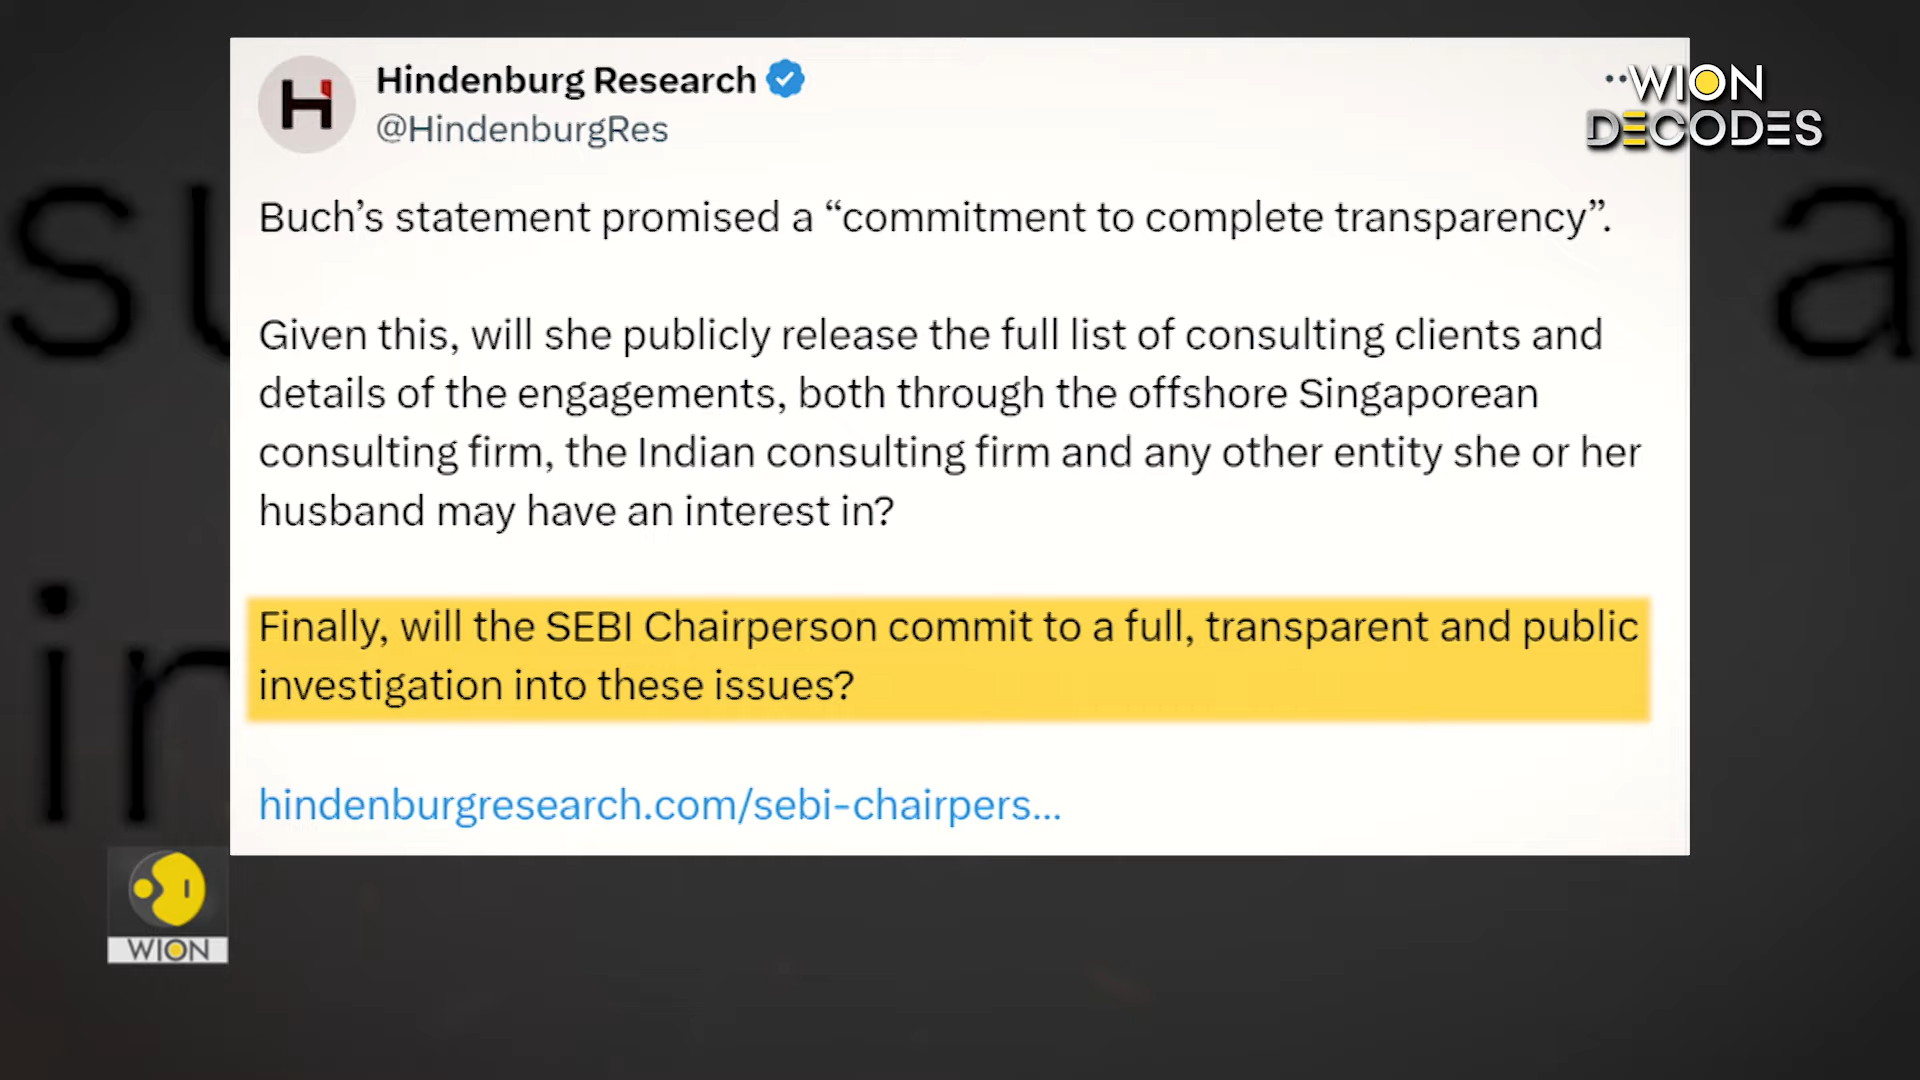 Hindenburg Research
@HindenburgRes
WION
DECODES
Buch’s statement promised a “commitment to complete transparency”.
Given this, will she publicly release the full list of consulting clients and
details of the engagements, both through the offshore Singaporean
consulting firm, the Indian consulting firm and any other entity she or her
husband may have an interest in?
Finally, will the SEBI Chairperson commit to a full, transparent and public
investigation into these issues?
hindenburgresearch.com/sebi-chairpers...
WION